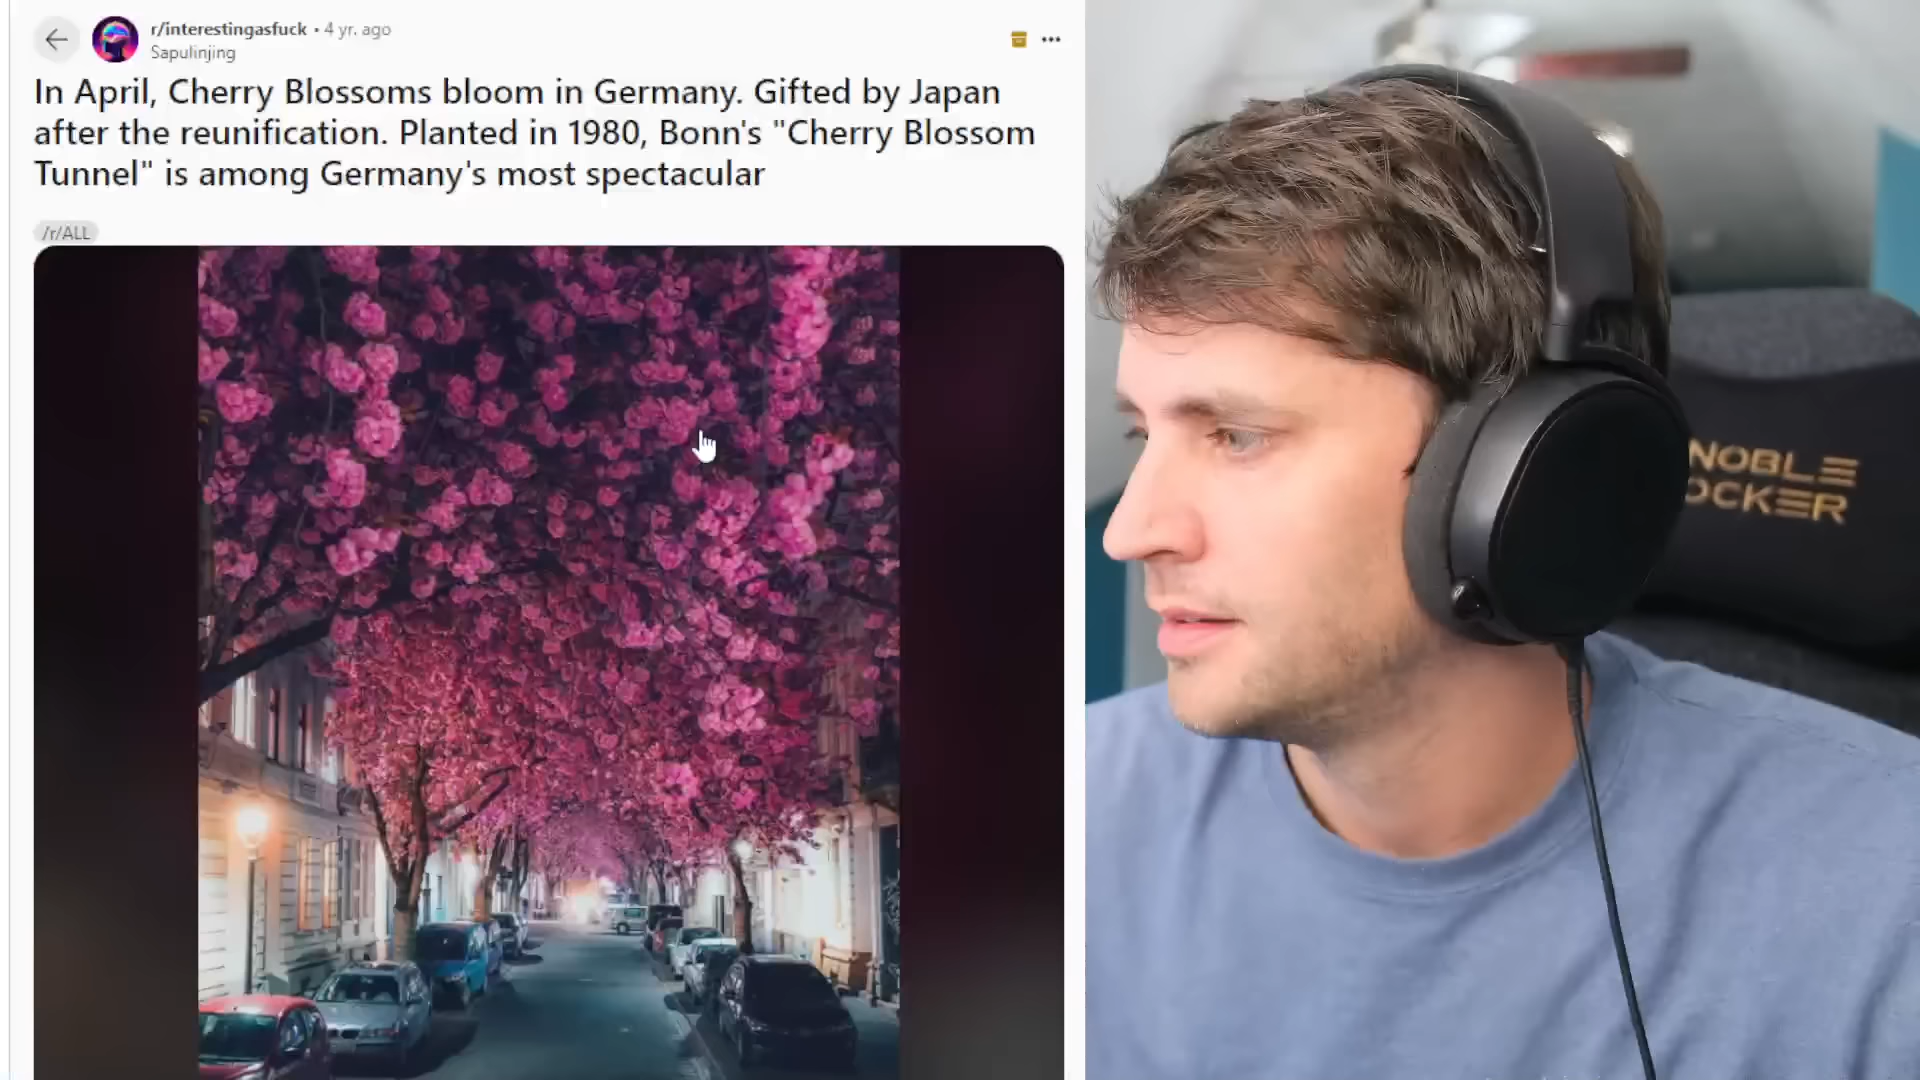 r/interestingasfuck • 4 yr. ago
Sapulinjing
In April, Cherry Blossoms bloom in Germany. Gifted by Japan
after the reunification. Planted in 1980, Bonn's "Cherry Blossom
Tunnel" is among Germany's most spectacular
/r/ALL
NOBLE
OCKER